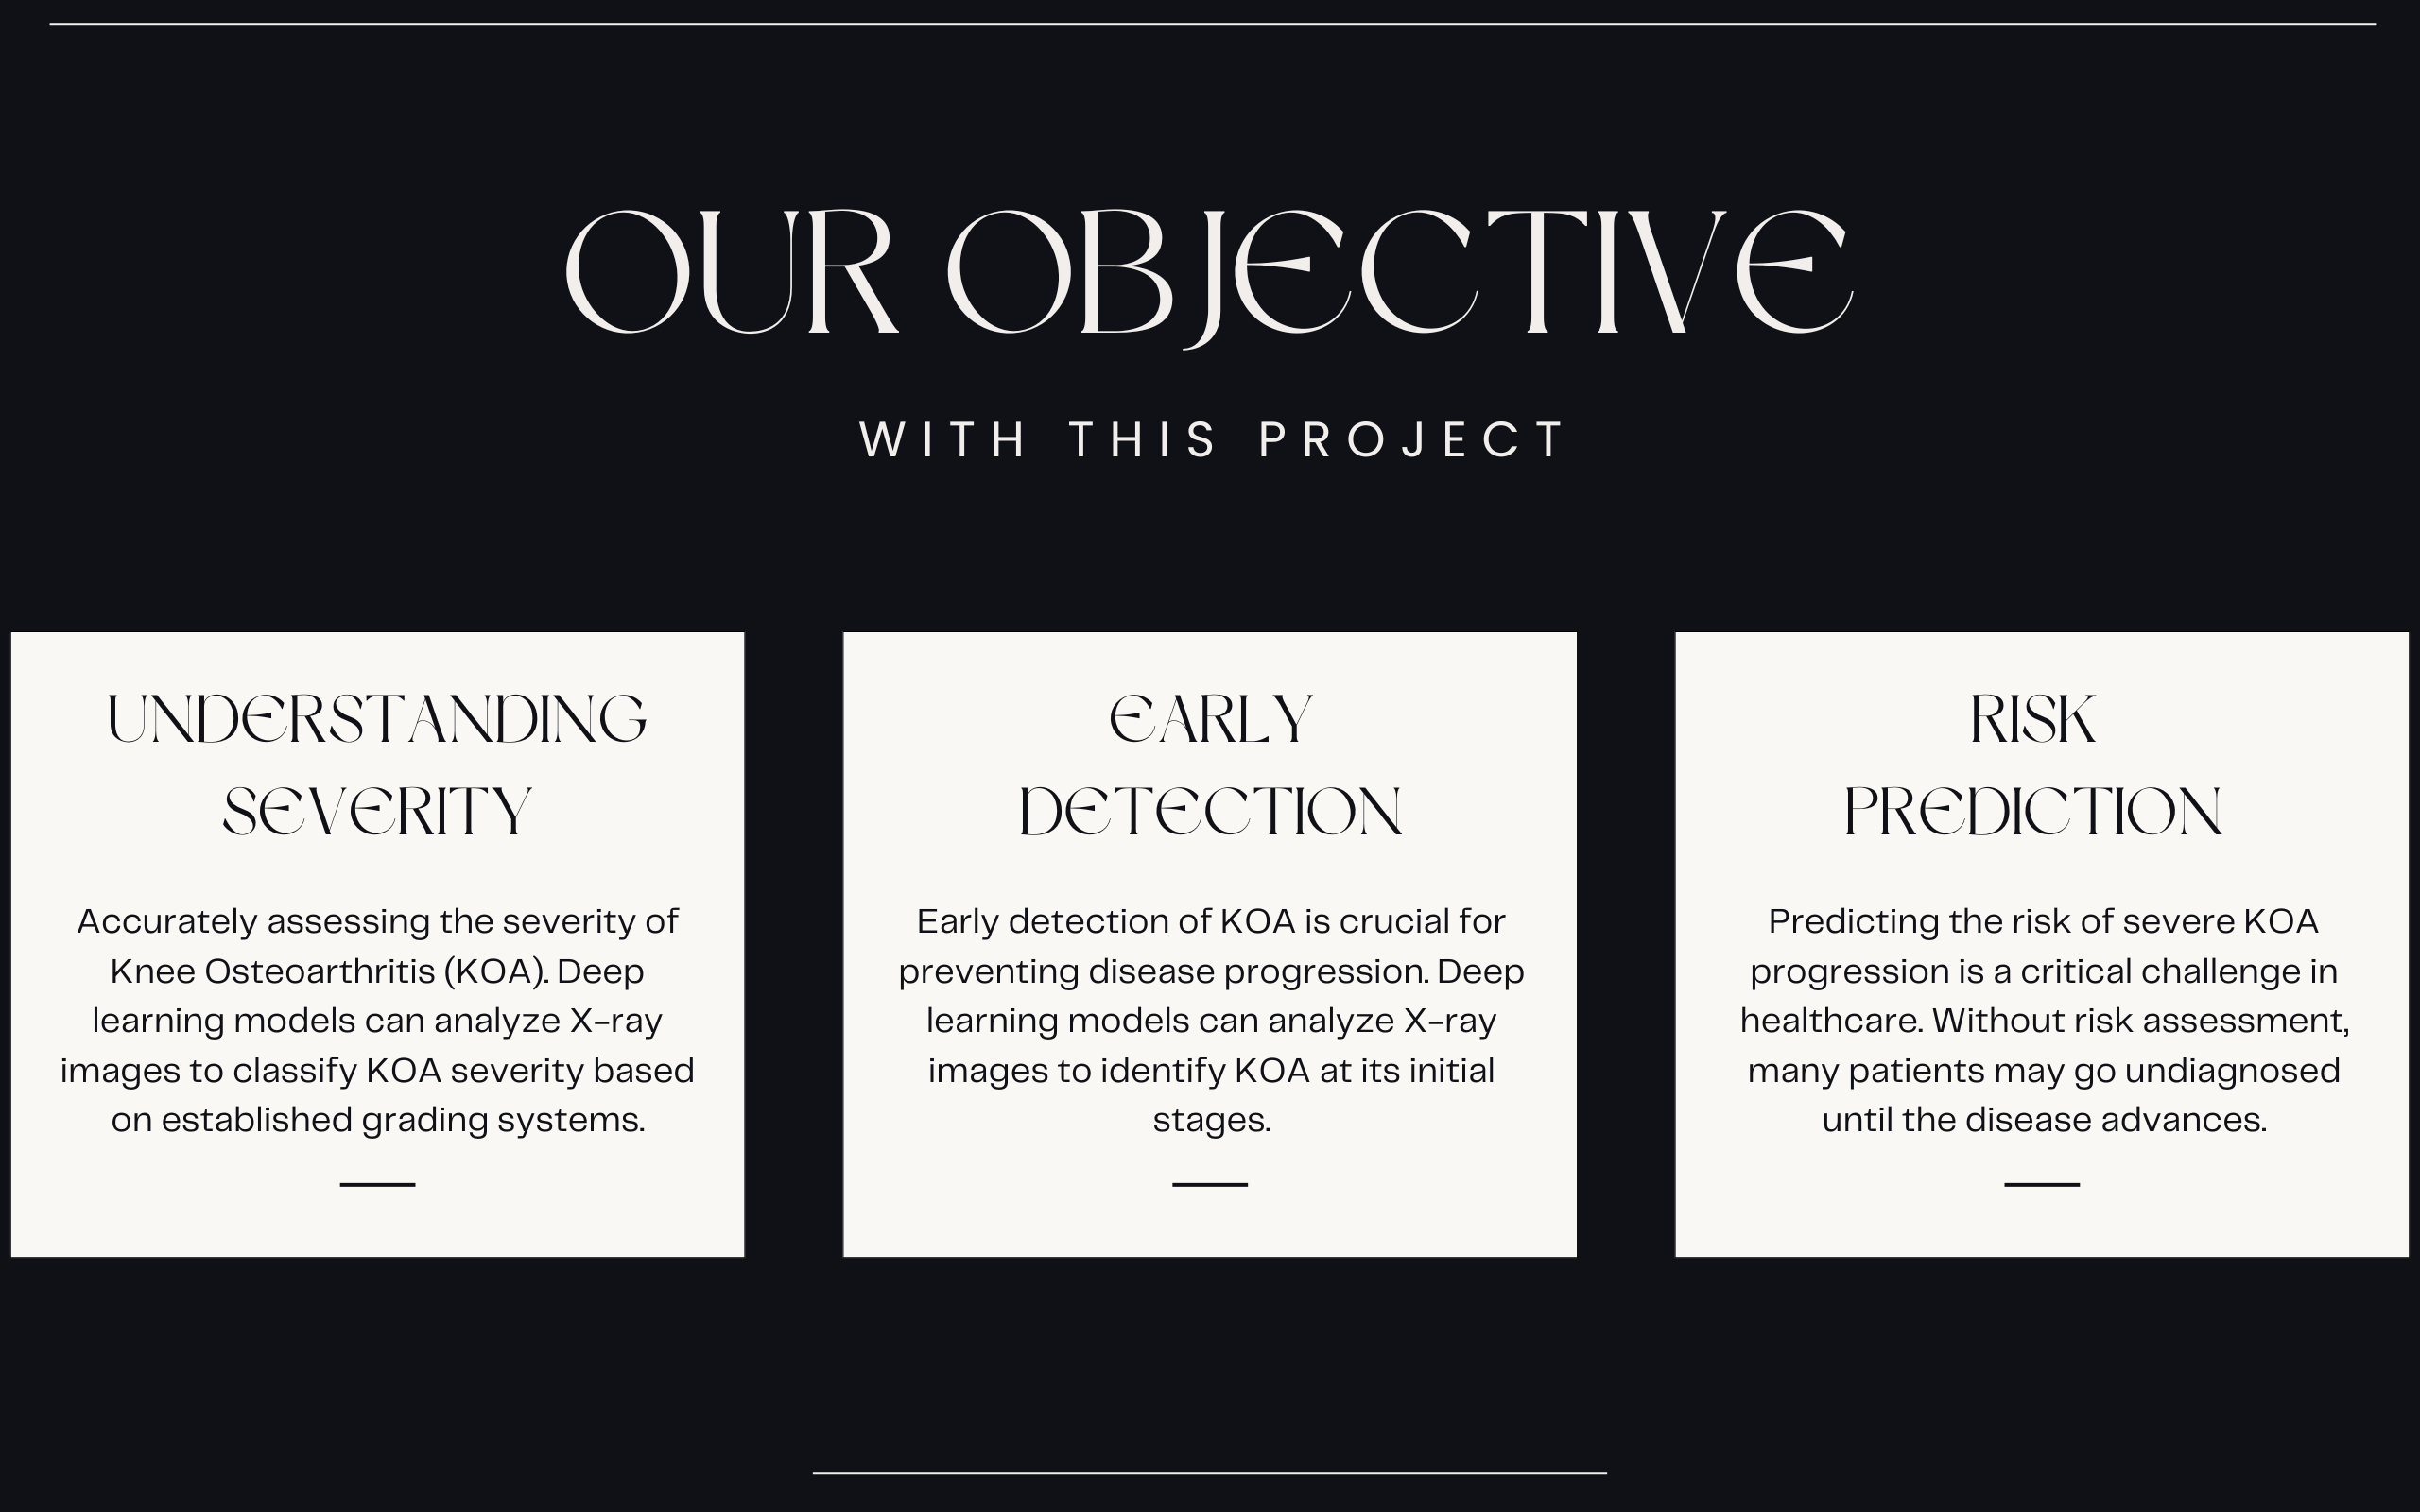 OUR OBJECTIVE
WITH THIS PROJECT
UNDERSTANDING
SEVERITY
Accurately assessing the severity of
Knee Osteoarthritis (KOA). Deep
learning models can analyze X-ray
images to classify KOA severity based
on established grading systems.
EARLY
DETECTION
Early detection of KOA is crucial for
preventing disease progression. Deep
learning models can analyze X-ray
images to identify KOA at its initial
stages.
RISK
PREDICTION
Predicting the risk of severe KOA
progression is a critical challenge in
healthcare. Without risk assessment,
many patients may go undiagnosed
until the disease advances.